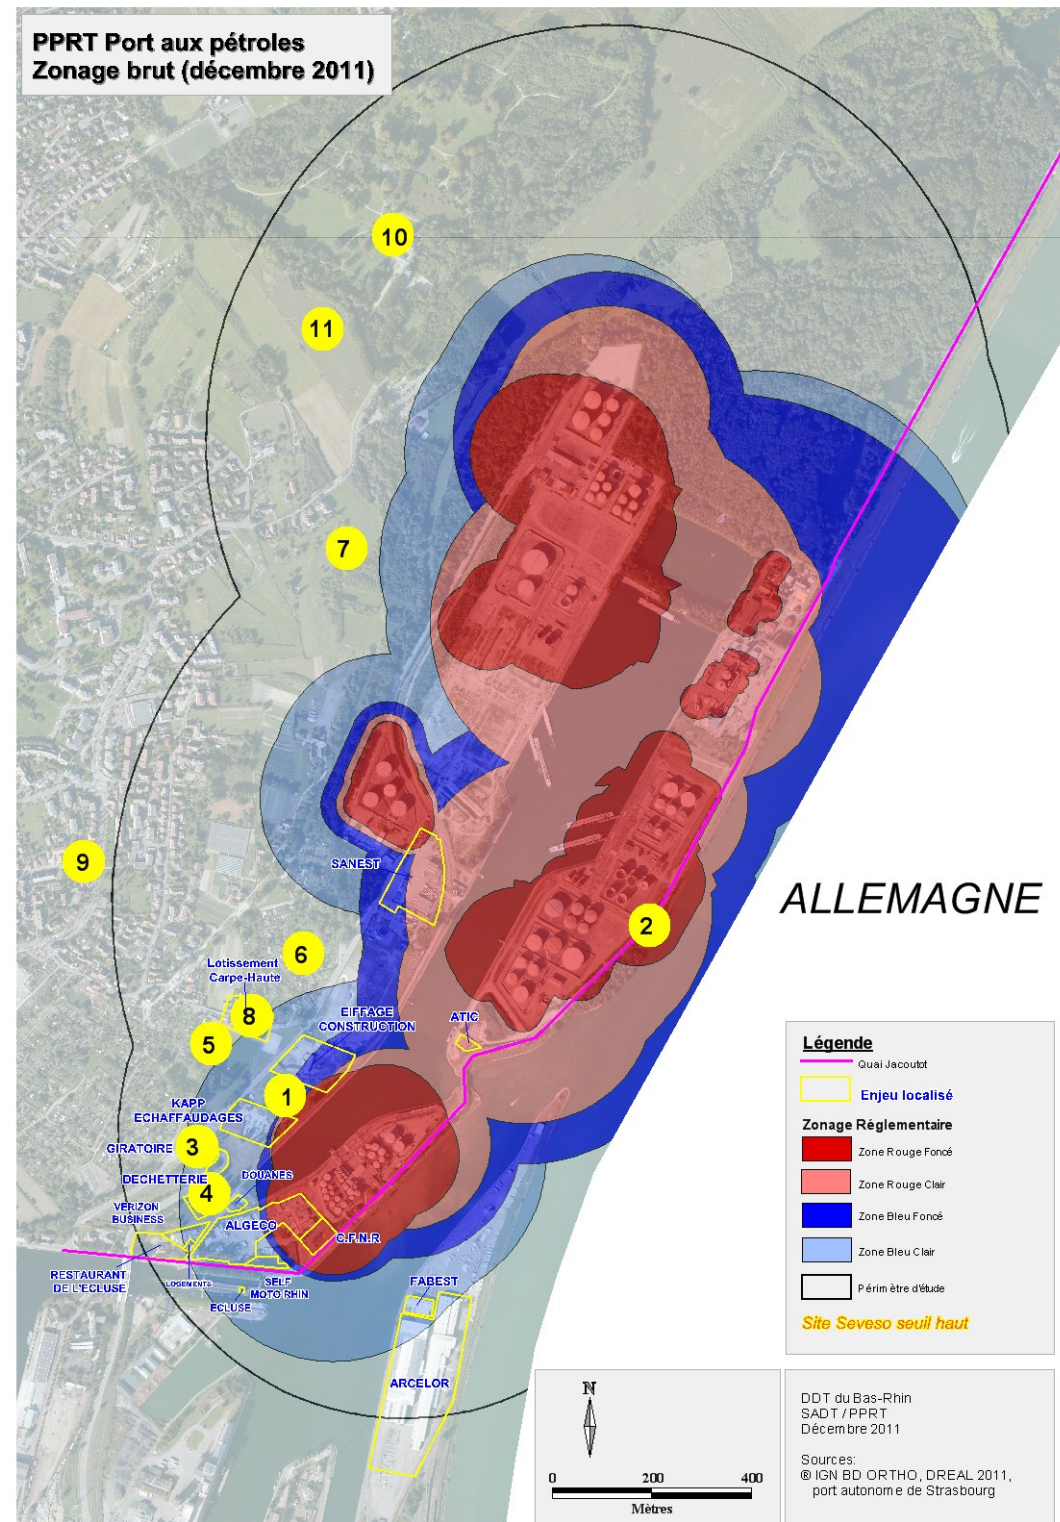 PPRT Port aux pétroles
Zonage brut (décembre 2011)
10
11
7
SANEST
9
ALLEMAGNE
2
6
Lotissement
Carpe-Haute
8
5
EIFFAGE
CONSTRUCTION
ATIC
1
KAPP
ECHAFFAUDAGES
GIRATOIRE
3
DECHETTERIE
4
DOUANES
VERIZON
BUSINESS
ALGECO
C.F.N.R
RESTAURANT
DE L'ECLUSE
LOGEMENTS
SELF
MOTO RHIN
ECLUSE
FABEST
ARCELOR
Légende
Quai Jacoutot
Enjeu localisé
Zonage Réglementaire
Zone Rouge Foncé
Zone Rouge Clair
Zone Bleu Foncé
Zone Bleu Clair
Périmètre d'étude
Site Seveso seuil haut
N
0 200 400
Mètres
DDT du Bas-Rhin
SADT / PPRT
Décembre 2011
Sources:
® IGN BD ORTHO, DREAL 2011,
port autonome de Strasbourg